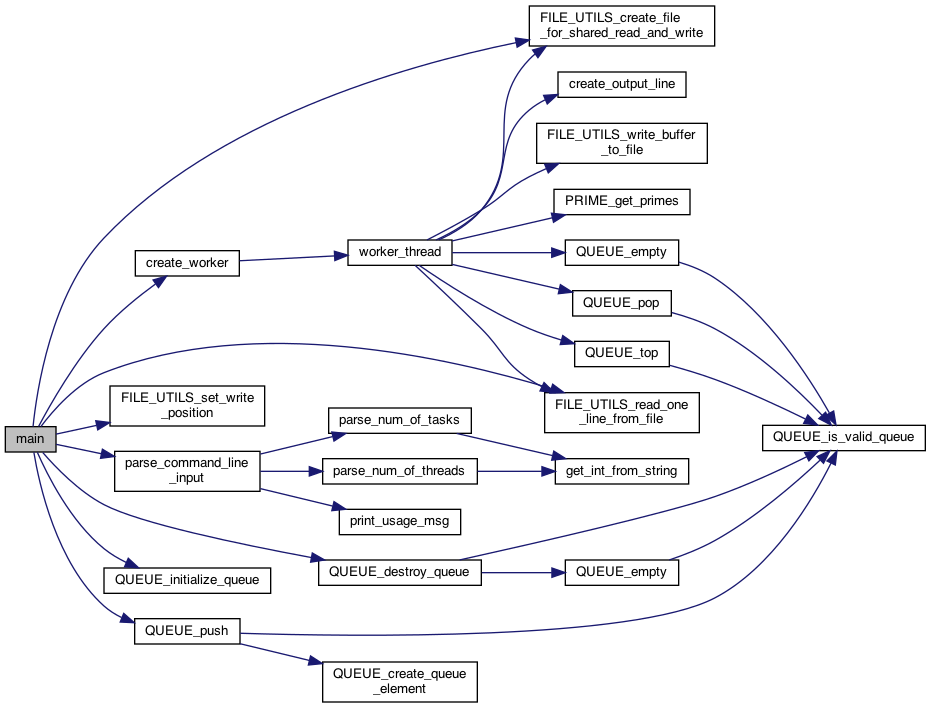 FILE_UTILS_create_file
_for_shared_read_and_write
create_output_line
FILE_UTILS_write_buffer
_to_file
PRIME_get_primes
worker_thread
QUEUE_empty
create_worker
QUEUE_pop
QUEUE_top
FILE_UTILS_set_write
_position
FILE_UTILS_read_one
_line_from_file
parse_num_of_tasks
main
QUEUE_is_valid_queue
parse_command_line
_input
parse_num_of_threads
get_int_from_string
print_usage_msg
QUEUE_initialize_queue
QUEUE_destroy_queue
QUEUE_empty
QUEUE_push
QUEUE_create_queue
_element